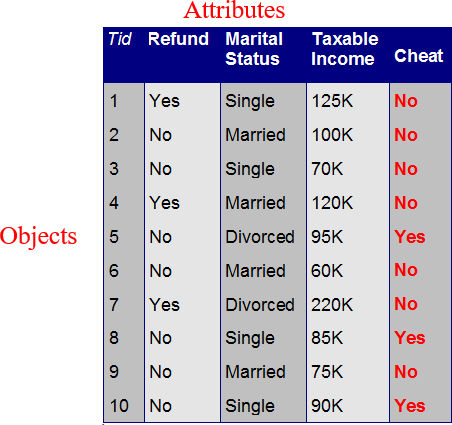 Attributes
Tid Refund Marital Status Taxable Income Cheat
1 Yes Single 125K No
2 No Married 100K No
3 No Single 70K No
4 Yes Married 120K No
Objects
5 No Divorced 95K Yes
6 No Married 60K No
7 Yes Divorced 220K No
8 No Single 85K Yes
9 No Married 75K No
10 No Single 90K Yes